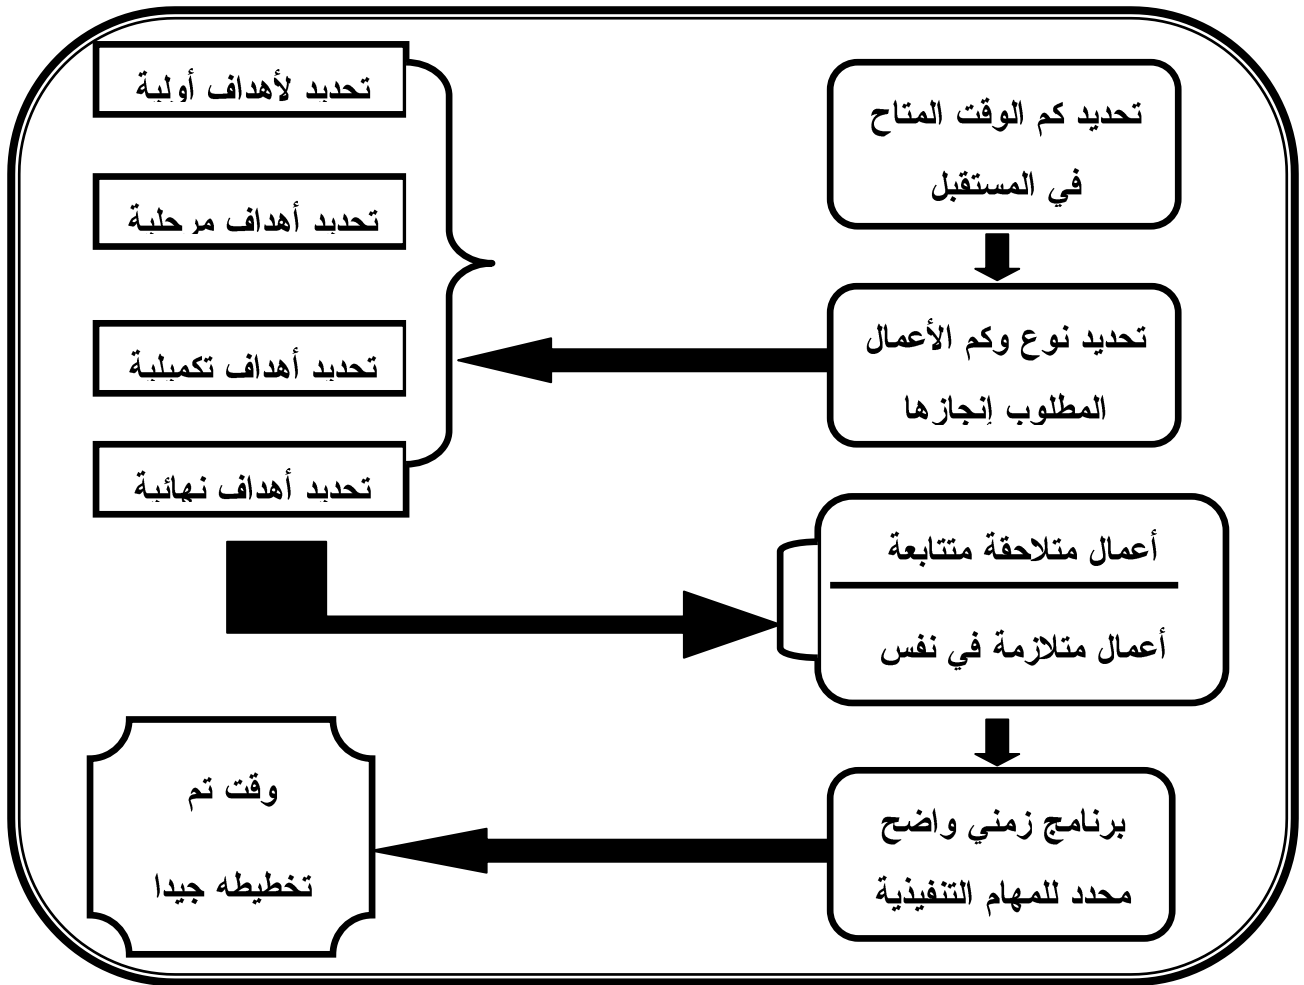 تحديد كم الوقت المتاح
في المستقبل
تحديد نوع وكم الأعمال
المطلوب إنجازها
تحديد لأهداف أولية
تحديد أهداف مرحلية
تحديد أهداف تكميلية
تحديد أهداف نهائية
أعمال متلاحقة متتابعة
أعمال متلازمة في نفس
برنامج زمني واضح
محدد للمهام التنفيذية
وقت تم
تخطيطه جيدا